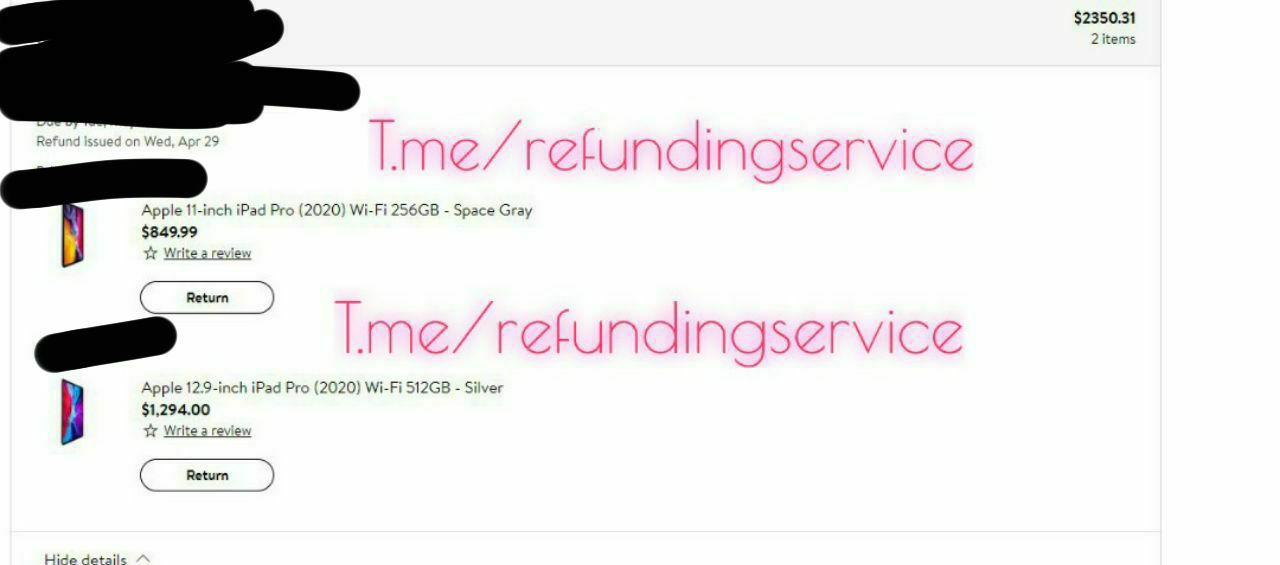 $2350.31
2 items
Refund issued on Wed, Apr 29
T.me/refundingservice
Apple 11-inch iPad Pro (2020) Wi-Fi 256GB - Space Gray
$849.99
Write a review
Return
T.me/refundingservice
Apple 12.9-inch iPad Pro (2020) Wi-Fi 512GB - Silver
$1,294.00
Write a review
Return
Hide details